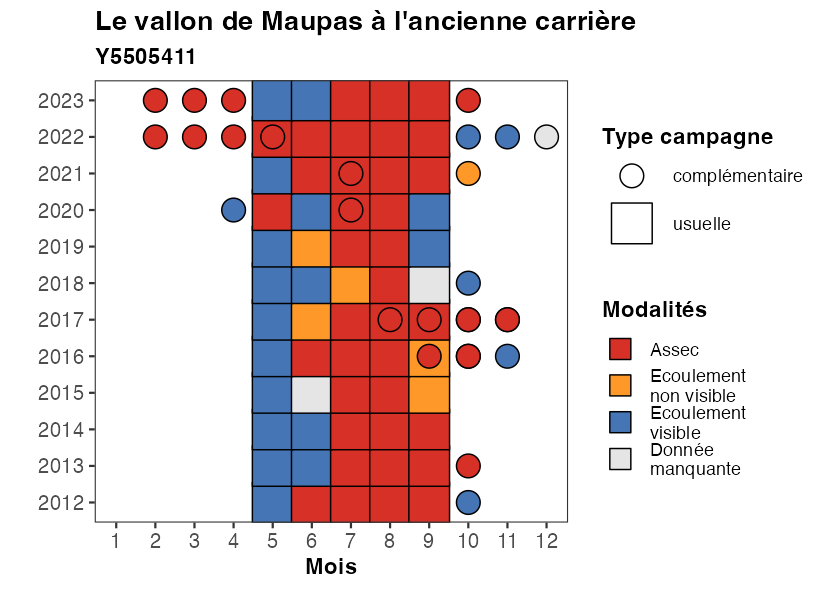 Le vallon de Maupas à l'ancienne carrière
Y5505411
2023
2022
2021
2020
2019
2018
2017
2016
2015
2014
2013
2012
1 2 3 4 5 6 7 8 9 10 11 12
Mois
Type campagne
complémentaire
usuelle
Modalités
Assec
Ecoulement
non visible
Ecoulement
visible
Donnée
manquante